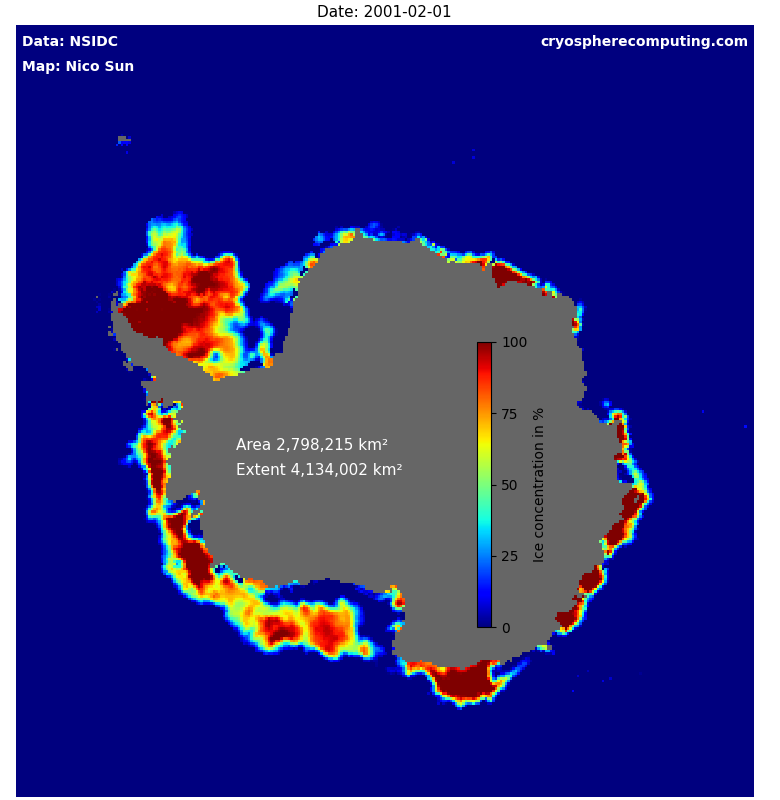 Date: 2001-02-01
Data: NSIDC
cryospherecomputing.com
Map: Nico Sun
100
75
50
25
0
Ice concentration in %
Area 2,798,215 km²
Extent 4,134,002 km²